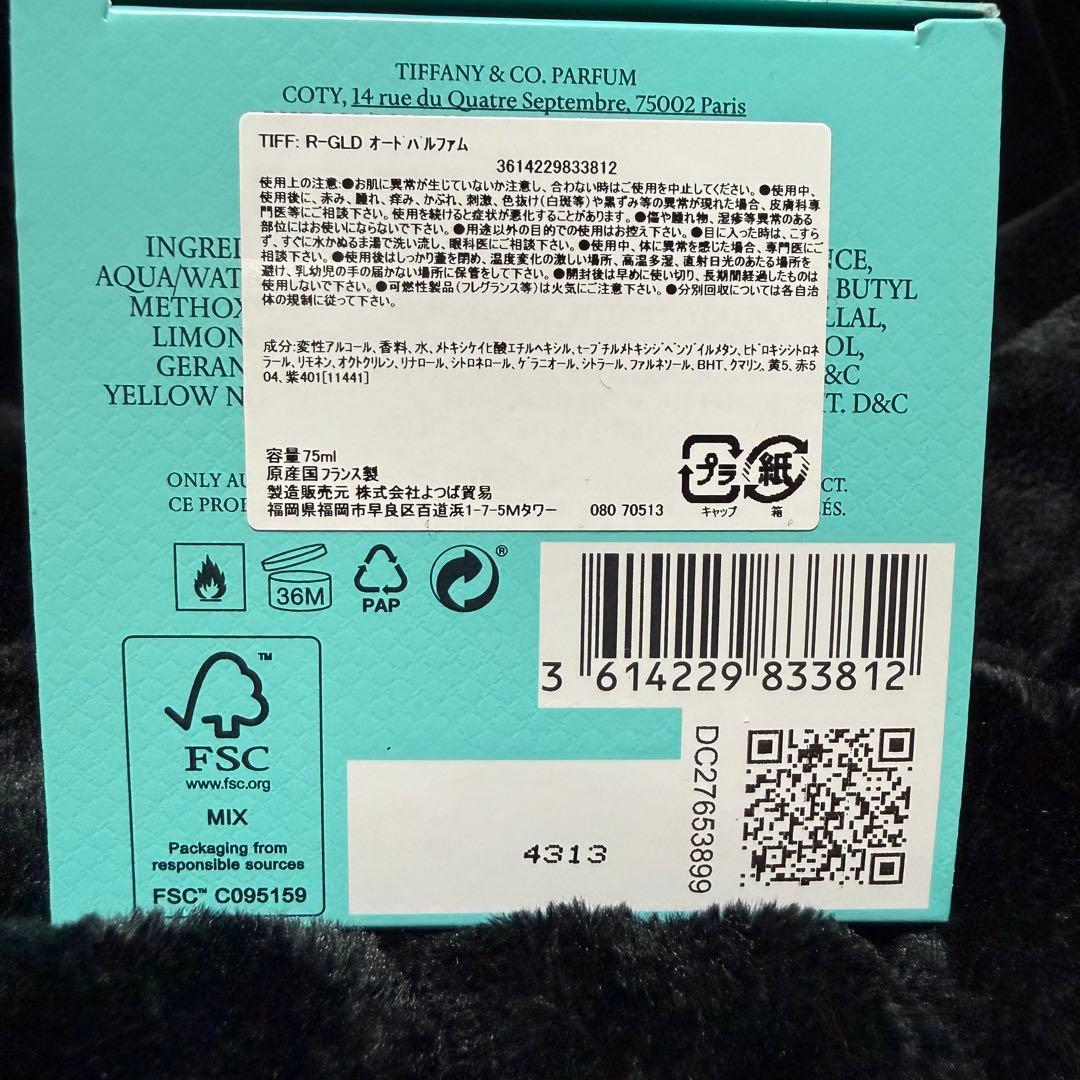 TIFFANY & CO. PARFUM
COTY, 14 rue du Quatre Septembre, 75002 Paris
TIFF: R-GLD オードパルファム
3614229833812
使用上の注意:●お肌に異常が生じていないか注意し、合わない時はご使用を中止してください。●使用中、
使用後に、赤み、腫れ、痒み、かぶれ、刺激、色抜け(白斑等)や黒ずみ等の異常が現れた場合、皮膚科専
門医等にご相談下さい。使用を続けると症状が悪化することがあります。●傷や腫れ物、湿疹等異常のある
部位にはお使いにならないで下さい。●用途以外の目的での使用はお控え下さい。●目に入った時は、こすら
ず、すぐに水かぬるま湯で洗い流し、眼科医にご相談下さい。●使用中、体に異常を感じた場合、専門医にご
相談下さい。●使用後はしっかり蓋を閉め、温度変化の激しい場所、高温多湿、直射日光のあたる場所を
避け、乳幼児の手の届かない場所に保管をして下さい。●開封後は早めに使い切り、長期間経過したものは
使用しないで下さい。●可燃性製品(フレグランス等)は火気にご注意下さい。●分別回収については各自治
体の規制に従って下さい。
成分:変性アルコール、香料、水、メトキシケイヒ酸エチルヘキシル、t-ブチルメトキシジベンゾイルメタン、ヒドロキシシトロネ
ラール、リモネン、オクトクリレン、リナロール、シトロネロール、ゲラニオール、シトラール、ファルネソール、BHT、クマリン、黄5、赤5
04、紫401[11441]
容量75ml
原産国フランス製
製造販売元 株式会社よつば貿易
福岡県福岡市早良区百道浜1-7-5Mタワー 080 70513
プラ
キャップ
紙
箱
INGREI
NCE,
AQUA/WAT
BUTYL
METHOX
LLAL,
LIMON
OL,
GERAN
&C
YELLOW N
T. D&C
ONLY AU
CT.
CE PROI
ÉS.
36M
PAP
®
3 614229 833812
FSC
™
www.fsc.org
MIX
Packaging from
responsible sources
FSC™ C095159
4313
DC27653899